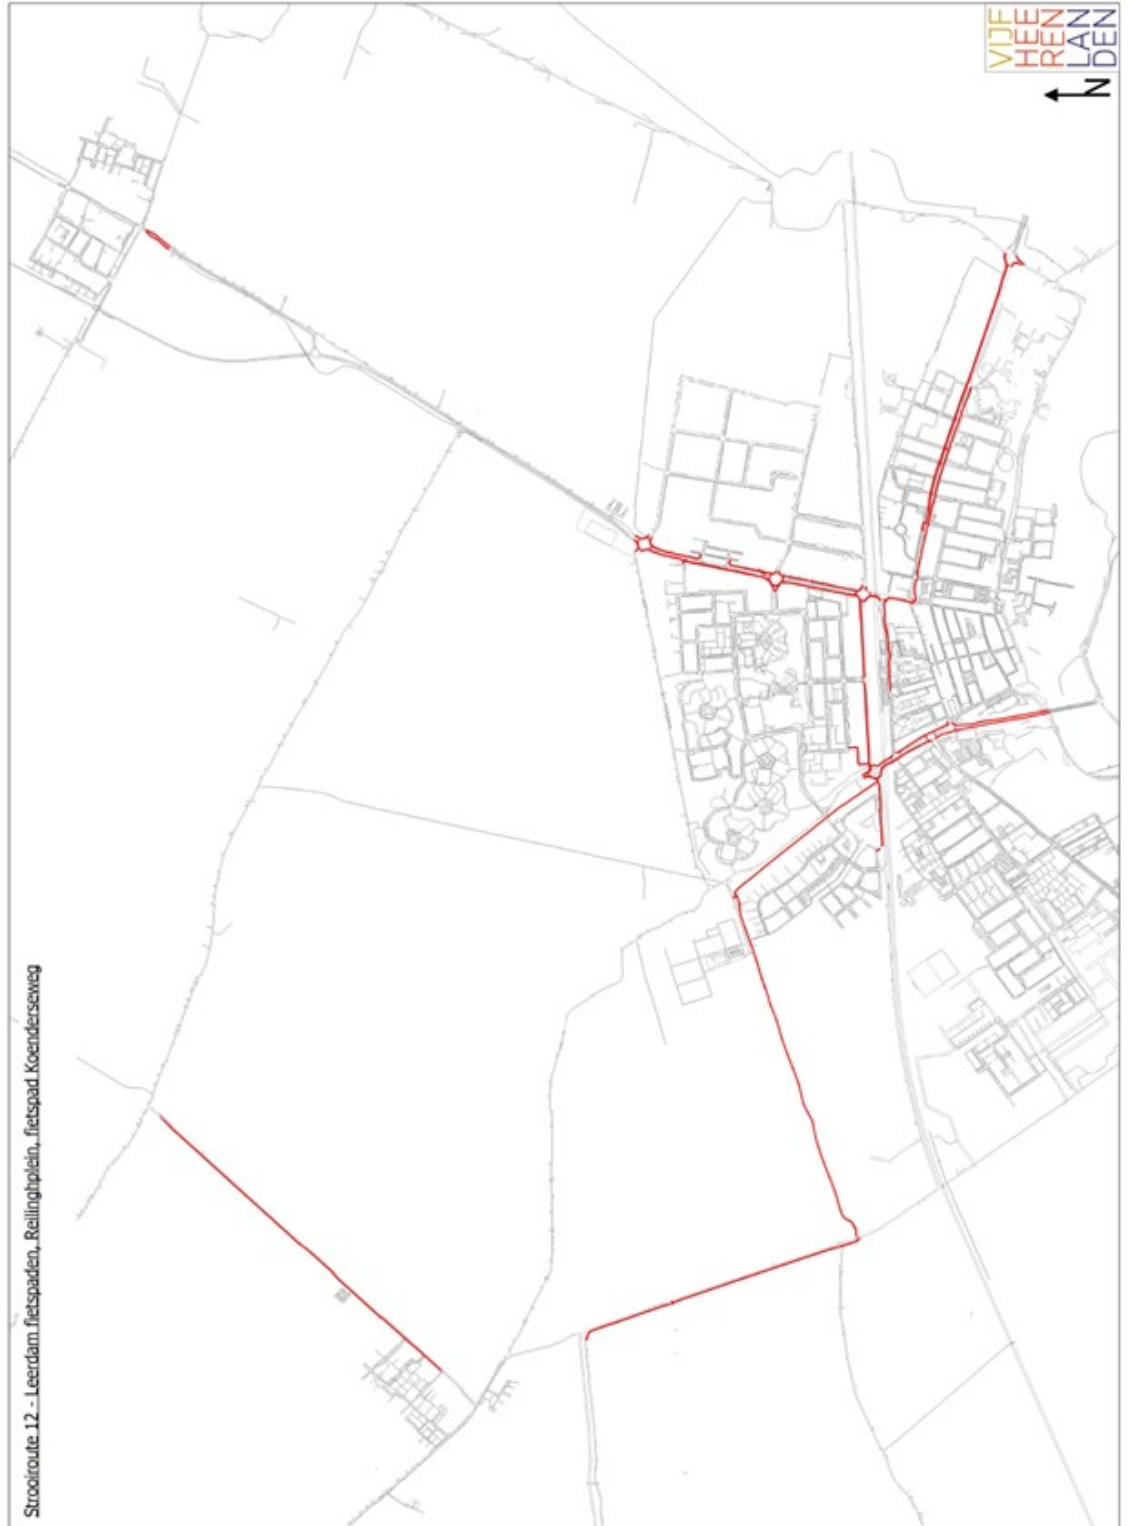 Strooiroute 12 - Leerdam fietspaden, Reilinghplein, fietspad Koenderseweg
VIJF
HEE
REN
LAN
DEN
N